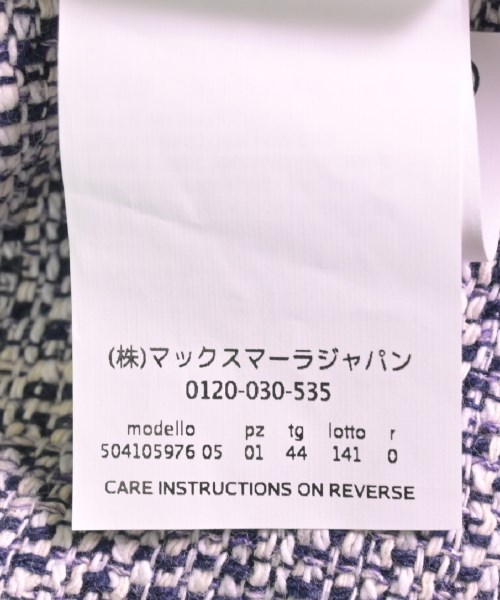 (株)マックスマーラジャパン
0120-030-535
modello pz tg lotto r
504105976 05 01 44 141 0
CARE INSTRUCTIONS ON REVERSE